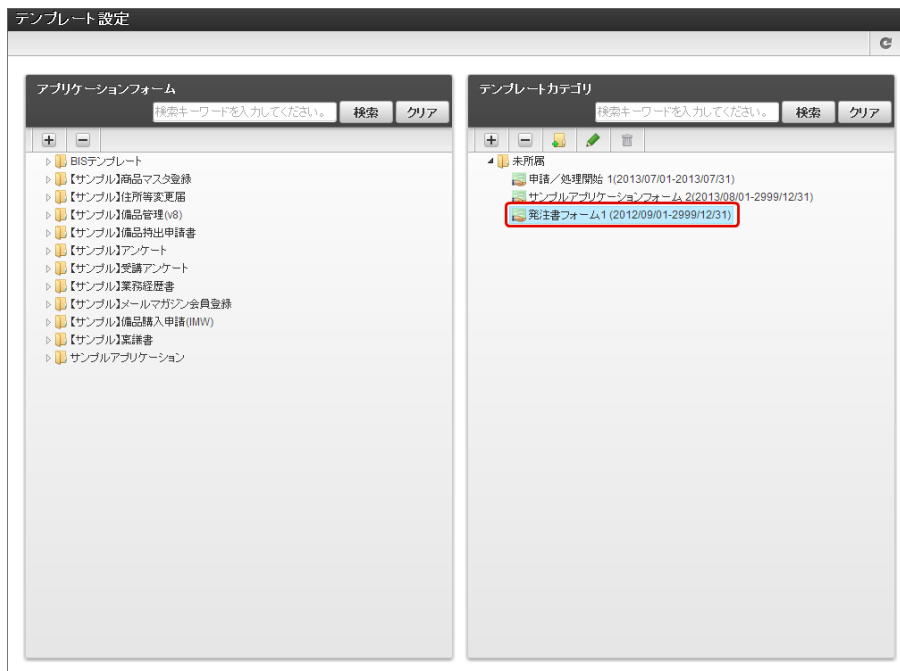 テンプレート設定
アプリケーションフォーム
検索キーワードを入力してください。 検索 クリア
BISテンプレート
【サンプル】商品マスタ登録
【サンプル】住所等変更届
【サンプル】備品管理(v8)
【サンプル】備品持出申請書
【サンプル】アンケート
【サンプル】受講アンケート
【サンプル】業務経歴書
【サンプル】メールマガジン会員登録
【サンプル】備品購入申請(IMW)
【サンプル】稟議書
サンプルアプリケーション
テンプレートカテゴリ
検索キーワードを入力してください。 検索 クリア
未所属
申請／処理開始 1(2013/07/01-2013/07/31)
サンプルアプリケーションフォーム 2(2013/08/01-2999/12/31)
発注書フォーム1 (2012/09/01-2999/12/31)